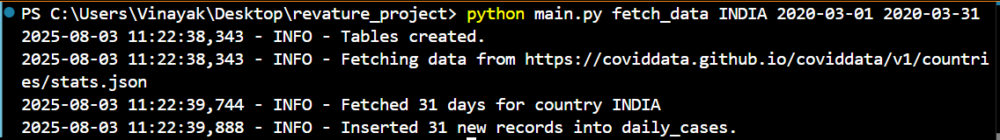 PS C:\Users\Vinayak\Desktop\revature_project> python main.py fetch_data INDIA 2020-03-01 2020-03-31
2025-08-03 11:22:38,343 - INFO - Tables created.
2025-08-03 11:22:38,343 - INFO - Fetching data from https://coviddata.github.io/coviddata/v1/countri
es/stats.json
2025-08-03 11:22:39,744 - INFO - Fetched 31 days for country INDIA
2025-08-03 11:22:39,888 - INFO - Inserted 31 new records into daily_cases.